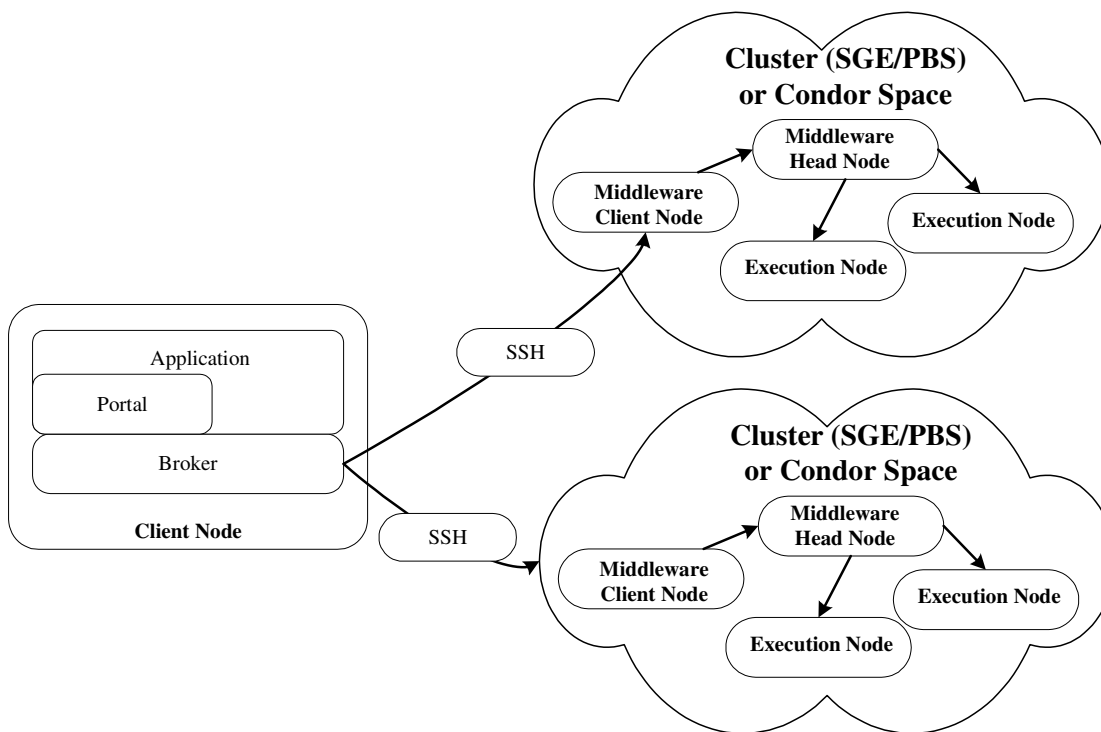 Cluster (SGE/PBS)
or Condor Space
Middleware
Head Node
Middleware
Client Node
Execution Node
Execution Node
SSH
Application
Portal
Broker
Client Node
SSH
Cluster (SGE/PBS)
or Condor Space
Middleware
Head Node
Middleware
Client Node
Execution Node
Execution Node